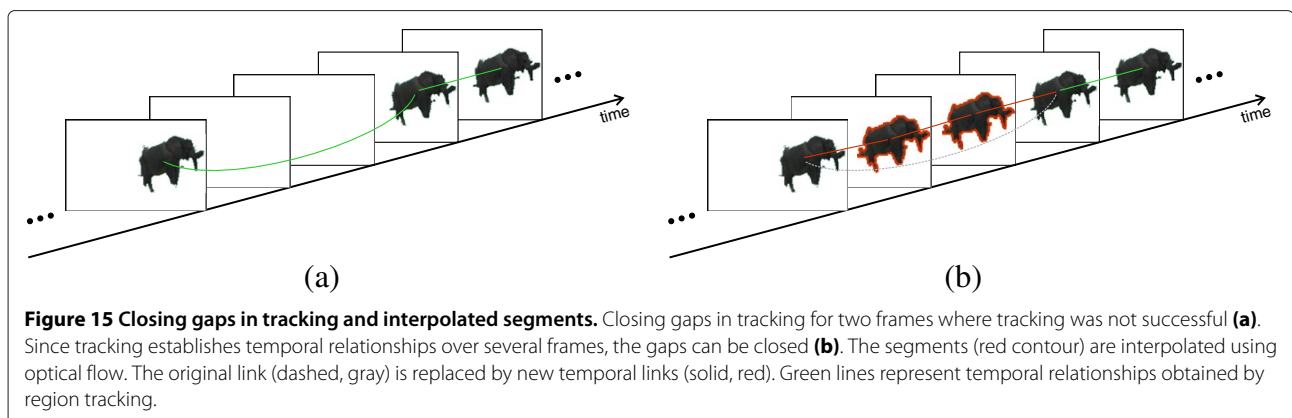 time
time
(a)
(b)
Figure 15 Closing gaps in tracking and interpolated segments. Closing gaps in tracking for two frames where tracking was not successful (a).
Since tracking establishes temporal relationships over several frames, the gaps can be closed (b). The segments (red contour) are interpolated using
optical flow. The original link (dashed, gray) is replaced by new temporal links (solid, red). Green lines represent temporal relationships obtained by
region tracking.